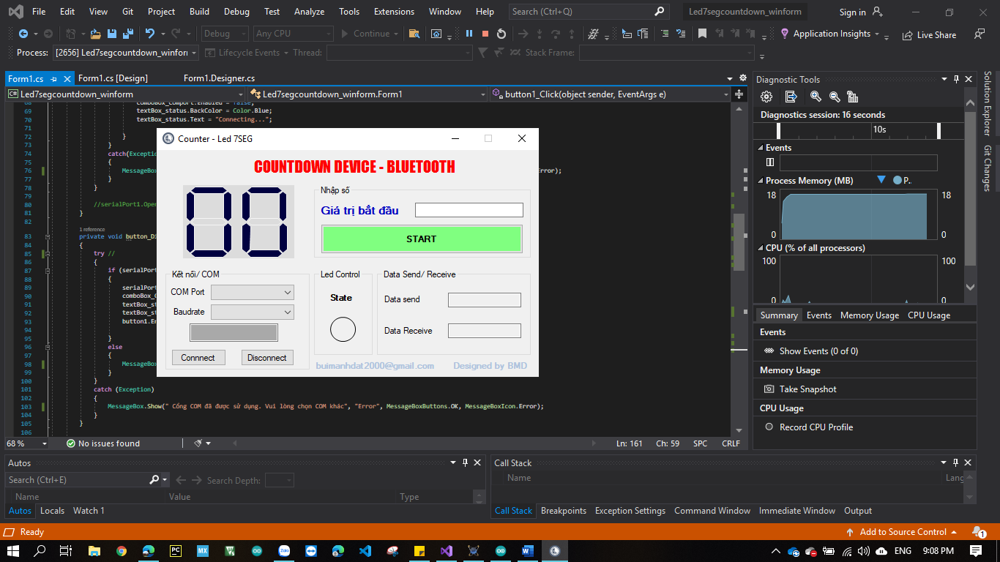 File Edit View Git Project Build Debug Test Analyze Tools Extensions Window Help Search (Ctrl+Q) Led7segcountdown_winform Sign in
Debug Any CPU Continue Application Insights Live Share
Process: [2656] Led7segcountdown_winforn Lifecycle Events Thread: Stack Frame:
Form1.cs Form1.cs [Design] Form1.Designer.cs
Led7segcountdown_winform Led7segcountdown_winform.Form1 button1_Click(object sender, EventArgs e)
68 comboBox_comport.Enabled = false;
69 textBox_status.BackColor = Color.Blue;
70 textBox_status.Text = "Connecting...";
71
72 }
73 }
74 catch(Exception
75 {
76 MessageBox Error);
77 }
78 }
79
80 //serialPort1.Open
81 }
82
1 reference
83 private void button_Di
84 {
85 try //
86 {
87 if (serialPort
88 {
89 serialPort
90 comboBox_
91 textBox_st
92 textBox_st
93 button1.En
94
95 }
96 else
97 {
98 MessageBox
99 }
100 }
101 catch (Exception)
102 {
103 MessageBox.Show(" Cổng COM đã được sử dụng. Vui lòng chọn COM khác", "Error", MessageBoxButtons.OK, MessageBoxIcon.Error);
104 }
105 }
106
Counter - Led 7SEG
COUNTDOWN DEVICE - BLUETOOTH
00
Nhập số
Giá trị bắt đầu
START
Kết nối/ COM
COM Port
Baudrate
Connnect Disconnect
Led Control
State
Data Send/ Receive
Data send
Data Receive
buimanhdat2000@gmail.com Designed by BMD
68 % No issues found Ln: 161 Ch: 59 SPC CRLF
Diagnostic Tools
Diagnostics session: 16 seconds
10s
Events
Process Memory (MB) P..
18 18
0 0
CPU (% of all processors)
100 100
0 0
Summary Events Memory Usage CPU Usage
Events
Show Events (0 of 0)
Memory Usage
Take Snapshot
CPU Usage
Record CPU Profile
Solution Explorer
Git Changes
Autos
Search (Ctrl+E) Search Depth:
Name Value Type
Autos Locals Watch 1
Call Stack
Name Lang
Call Stack Breakpoints Exception Settings Command Window Immediate Window Output
Ready Add to Source Control 1
PC MX Zalo ENG 9:08 PM